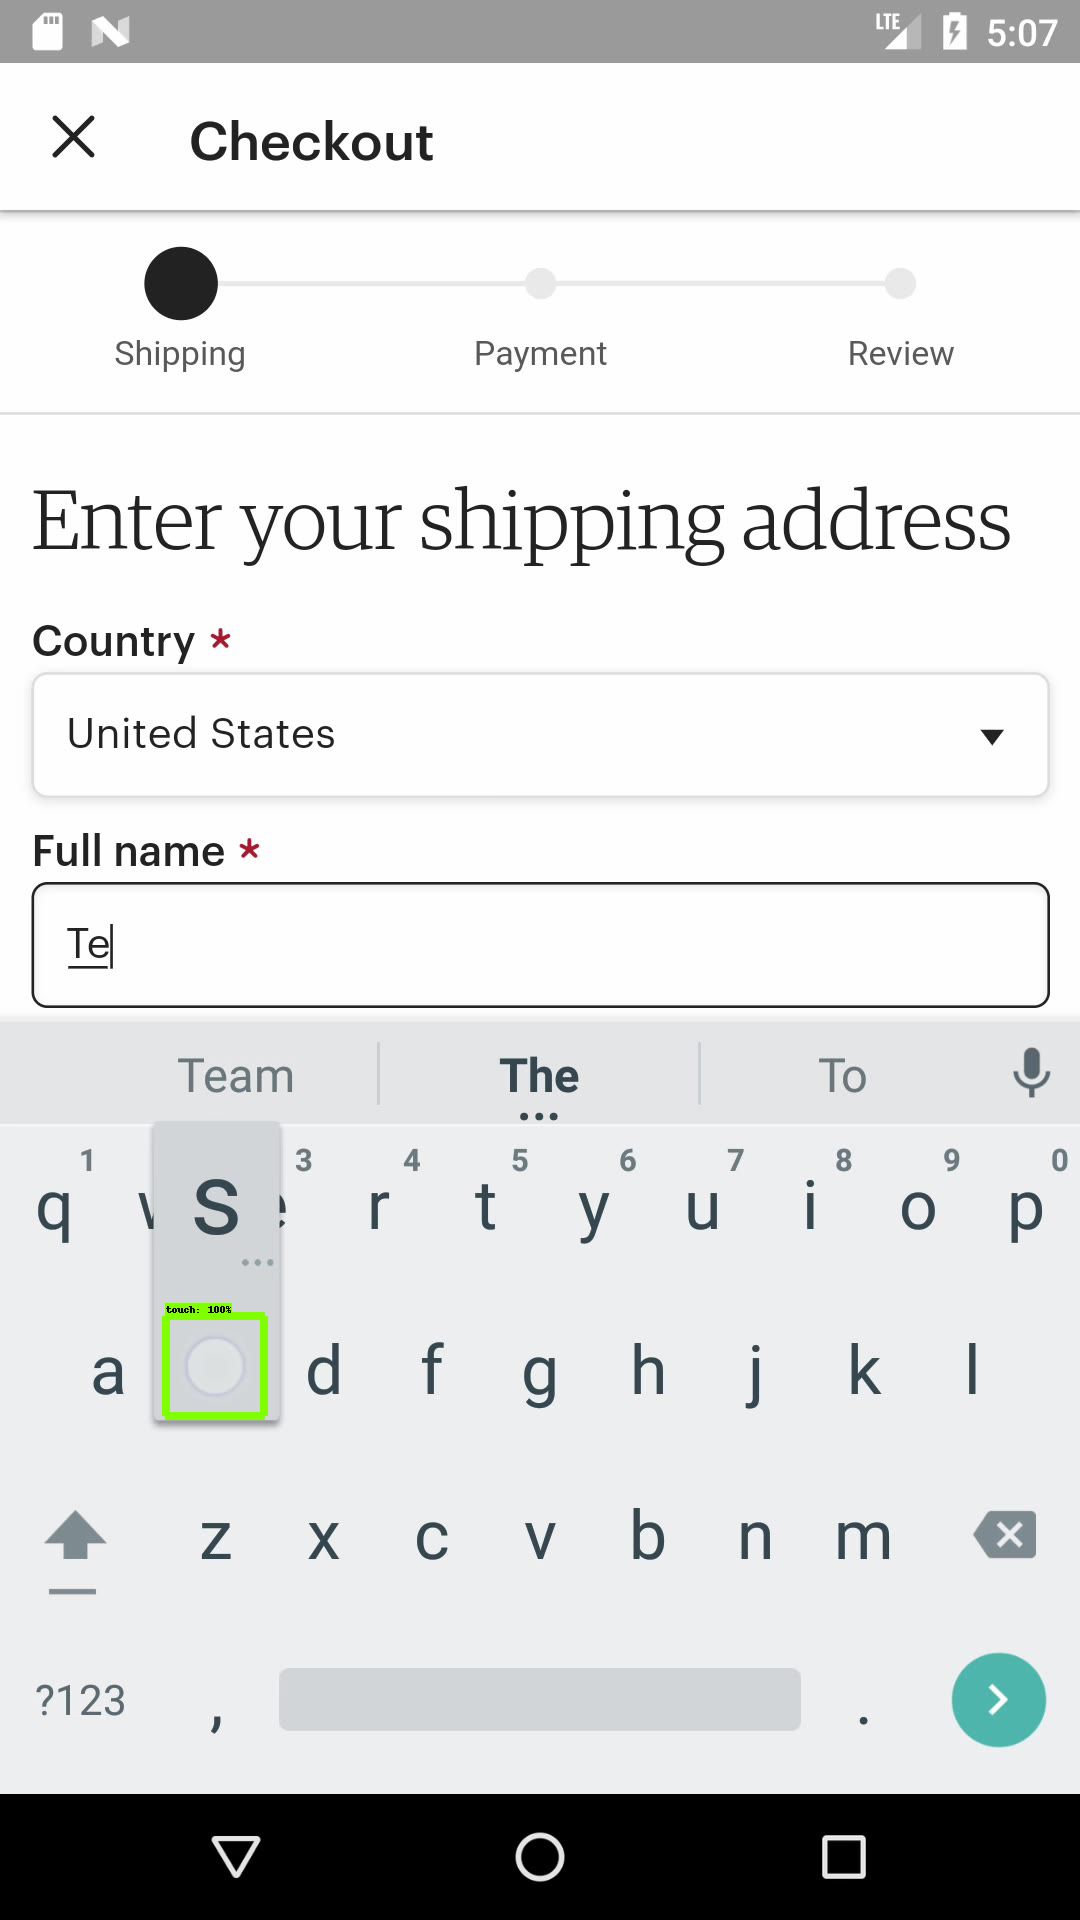 LTE 5:07
Checkout
Shipping Payment Review
Enter your shipping address
Country *
United States
Full name *
Te
Team The To
1 3 4 5 6 7 8 9 0
q S r t y u i o p
touch: 100%
a d f g h j k l
z x c v b n m
?123 , .